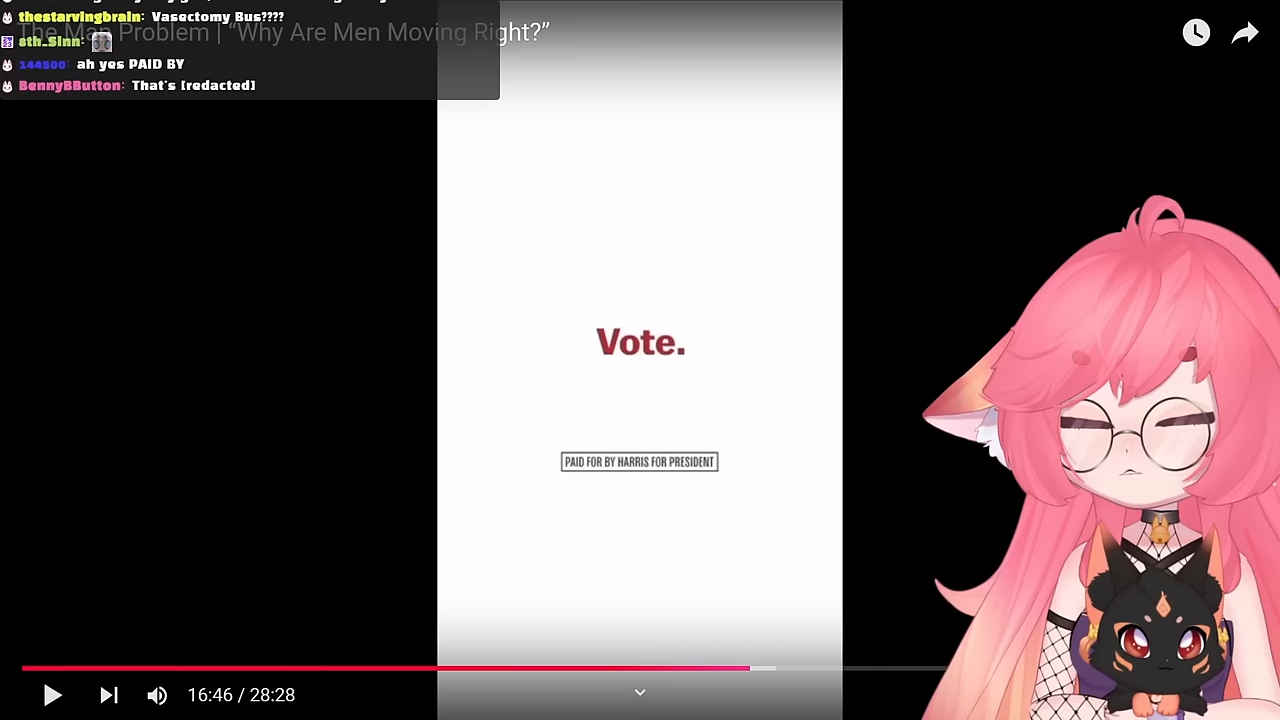 thestarvingbrain: Vasectomy Bus????
The Man Problem | “Why Are Men Moving Right?”
sth_Sinn:
144500: ah yes PAID BY
BennyBButton: That's [redacted]
Vote.
PAID FOR BY HARRIS FOR PRESIDENT
16:46 / 28:28